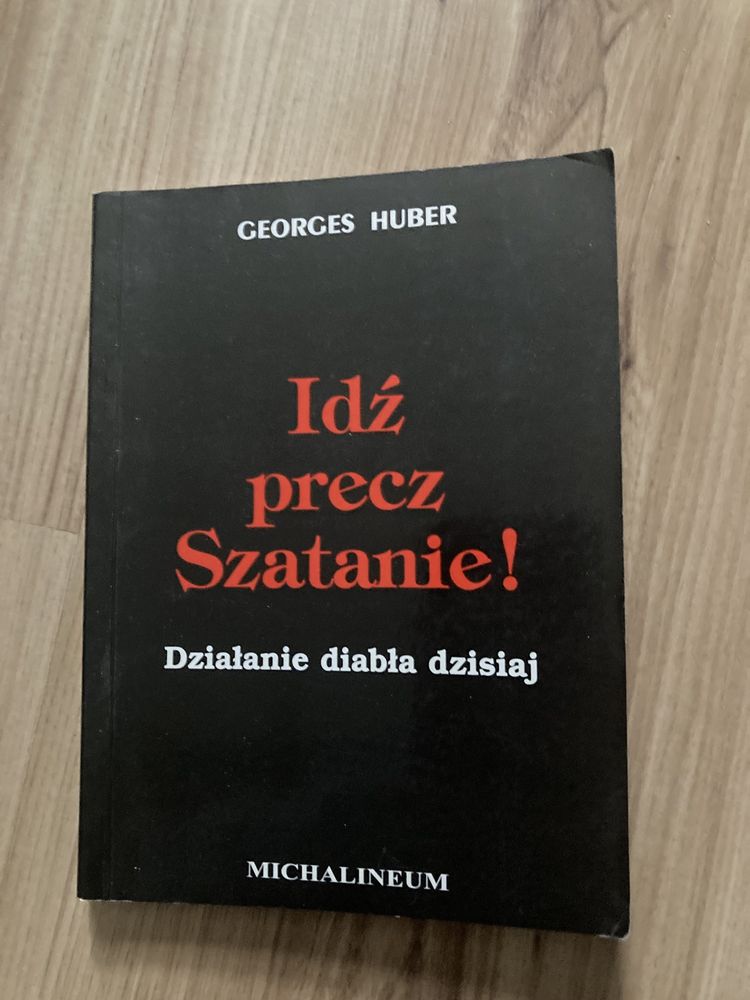 GEORGES HUBER
Idź
precz
Szatanie!
Działanie diabła dzisiaj
MICHALINEUM